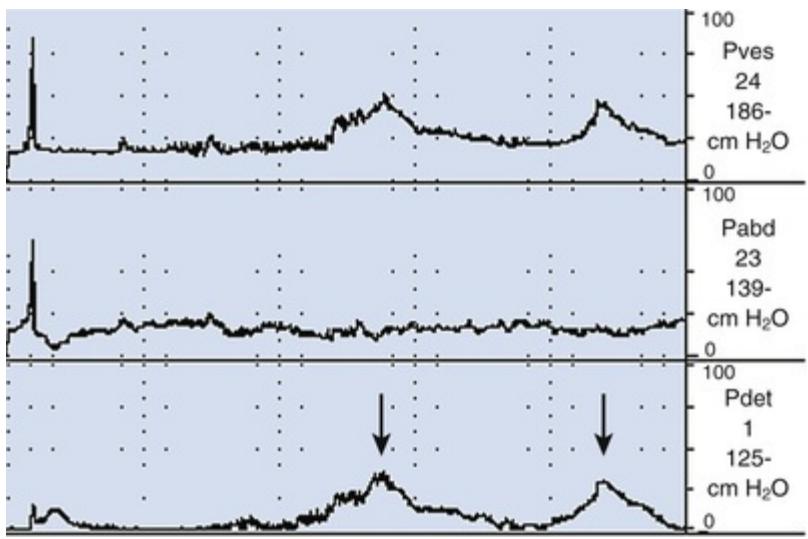 100
Pves
24
186-
cm H₂O
0
100
Pabd
23
139-
cm H₂O
0
100
Pdet
1
125-
cm H₂O
0